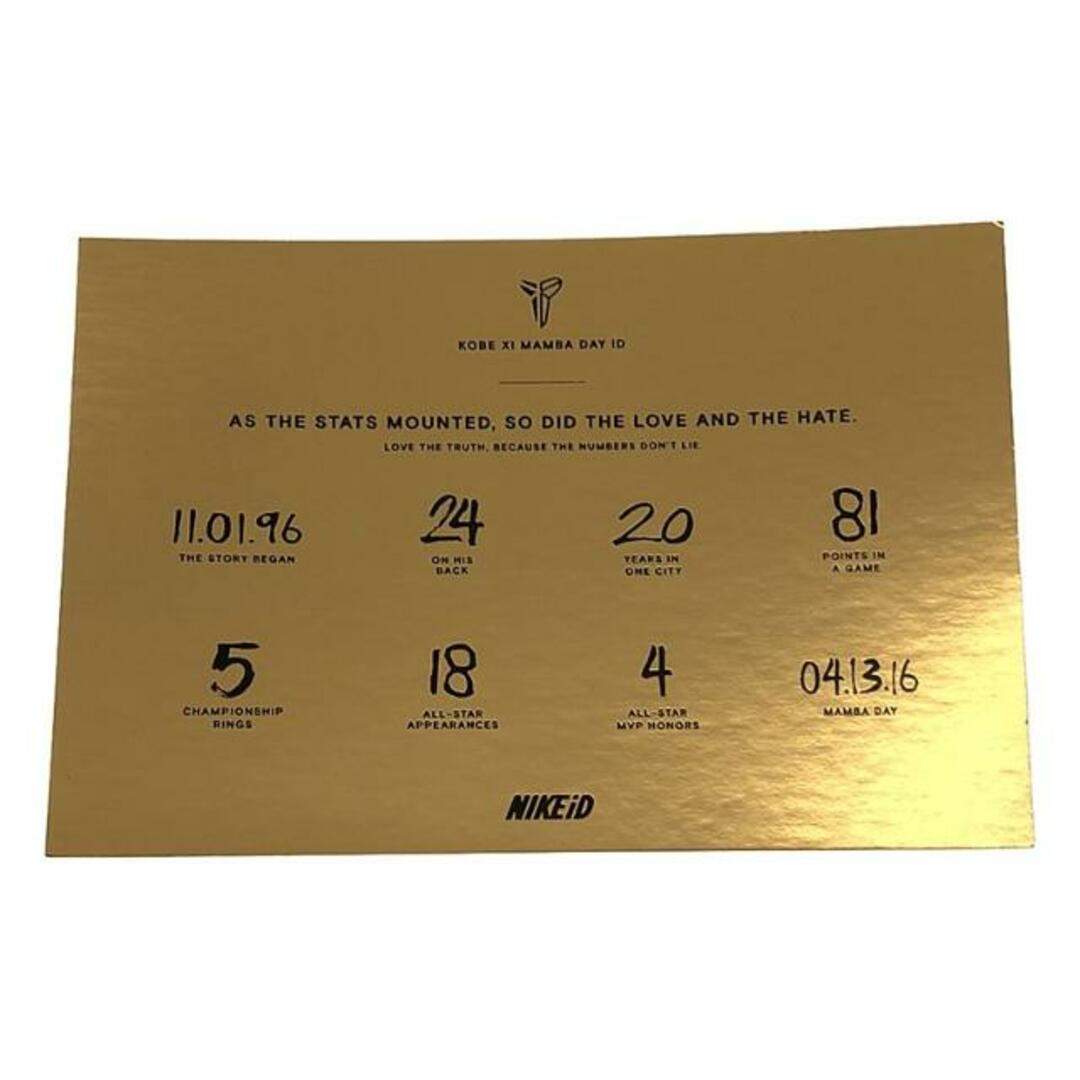 KOBE XI MAMBA DAY ID
AS THE STATS MOUNTED, SO DID THE LOVE AND THE HATE.
LOVE THE TRUTH, BECAUSE THE NUMBERS DON'T LIE
11.01.96
THE STORY BEGAN
24
ON HIS
BACK
20
YEARS IN
ONE CITY
81
POINTS IN
A GAME
5
CHAMPIONSHIP
RINGS
18
ALL-STAR
APPEARANCES
4
ALL-STAR
MVP HONORS
04.13.16
MAMBA DAY
NIKEiD